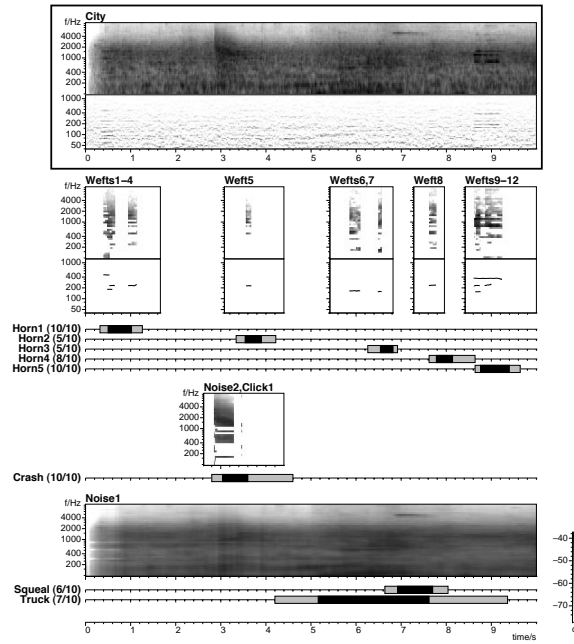 City
f/Hz
4000
2000
1000
400
200
1000
400
200
100
50
0 1 2 3 4 5 6 7 8 9
Wefts1−4 Weft5 Wefts6,7 Weft8 Wefts9−12
f/Hz
4000
2000
1000
400
200
1000
400
200
100
50
Horn1 (10/10)
Horn2 (5/10)
Horn3 (5/10)
Horn4 (8/10)
Horn5 (10/10)
Noise2,Click1
f/Hz
4000
2000
1000
400
200
Crash (10/10)
Noise1
f/Hz
4000
2000
1000
400
200
−40
−50
−60
−70
Squeal (6/10)
Truck (7/10)
0 1 2 3 4 5 6 7 8 9
time/s